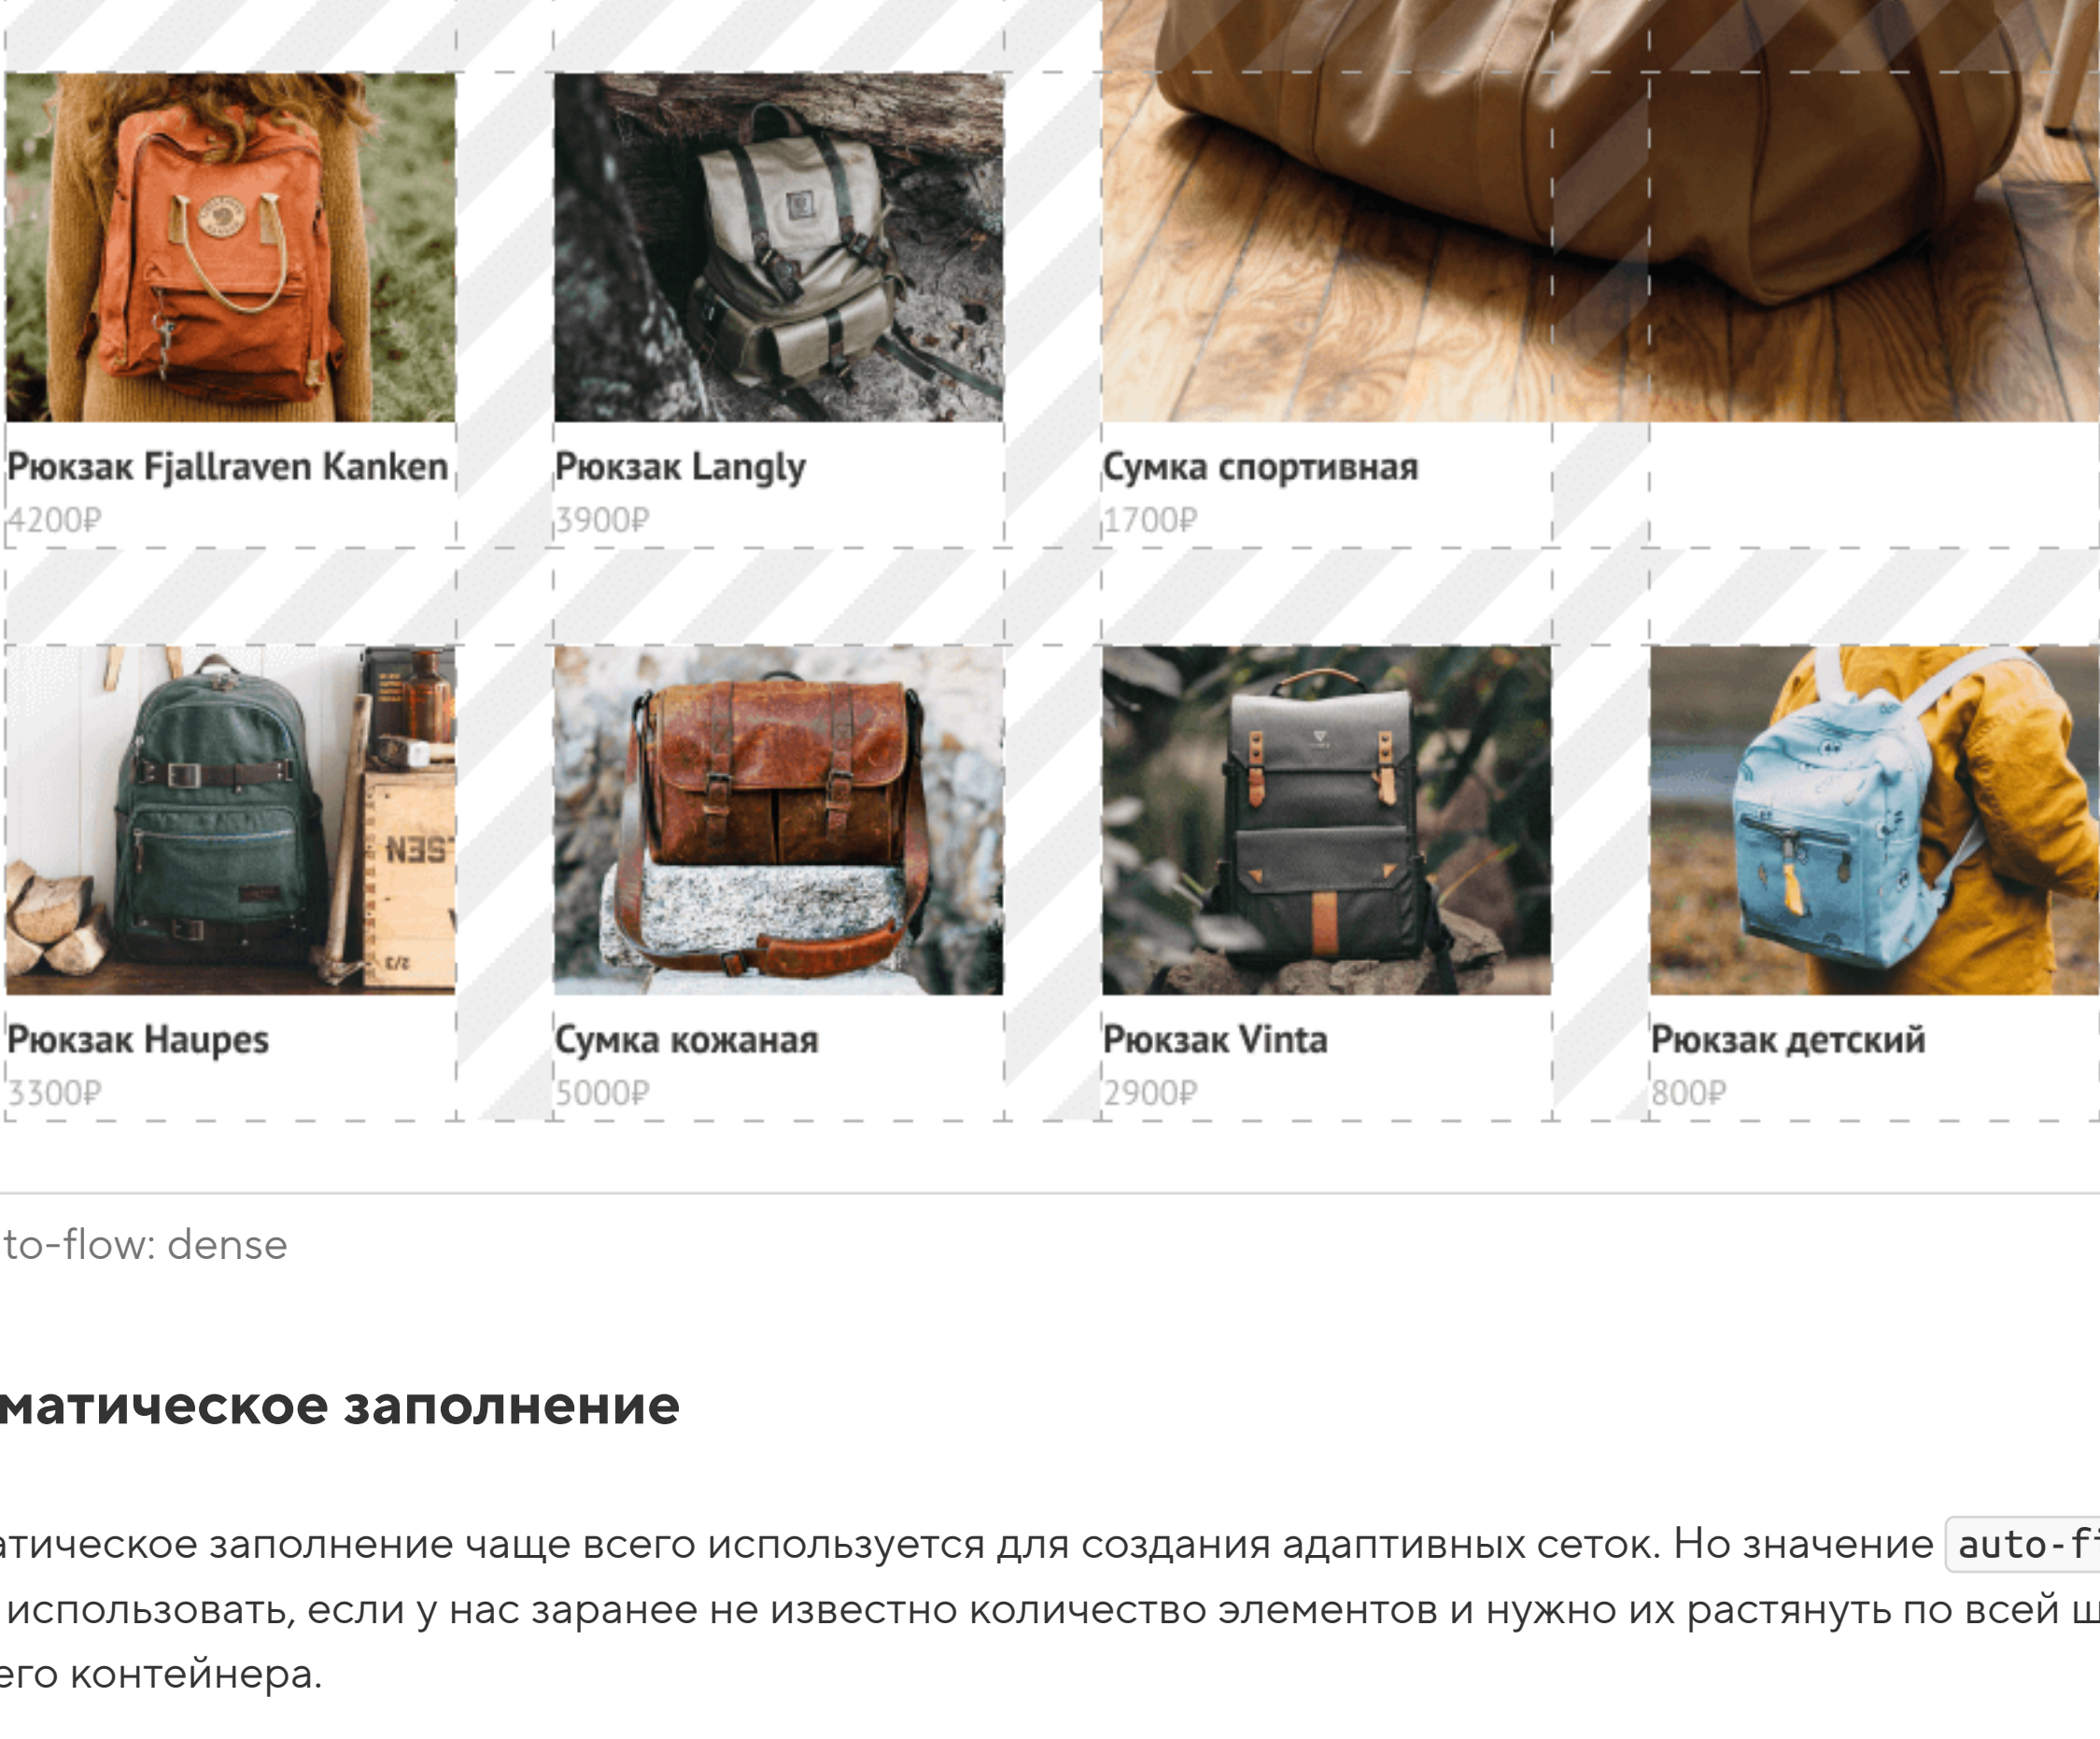 Рюкзак Fjallraven Kanken
4200₽
Рюкзак Langly
3900₽
Сумка спортивная
1700₽
Рюкзак Haupes
3300₽
Сумка кожаная
5000₽
Рюкзак Vinta
2900₽
Рюкзак детский
800₽
to-flow: dense
матическое заполнение
атическое заполнение чаще всего используется для создания адаптивных сеток. Но значение auto-fi
использовать, если у нас заранее не известно количество элементов и нужно их растянуть по всей ш
его контейнера.